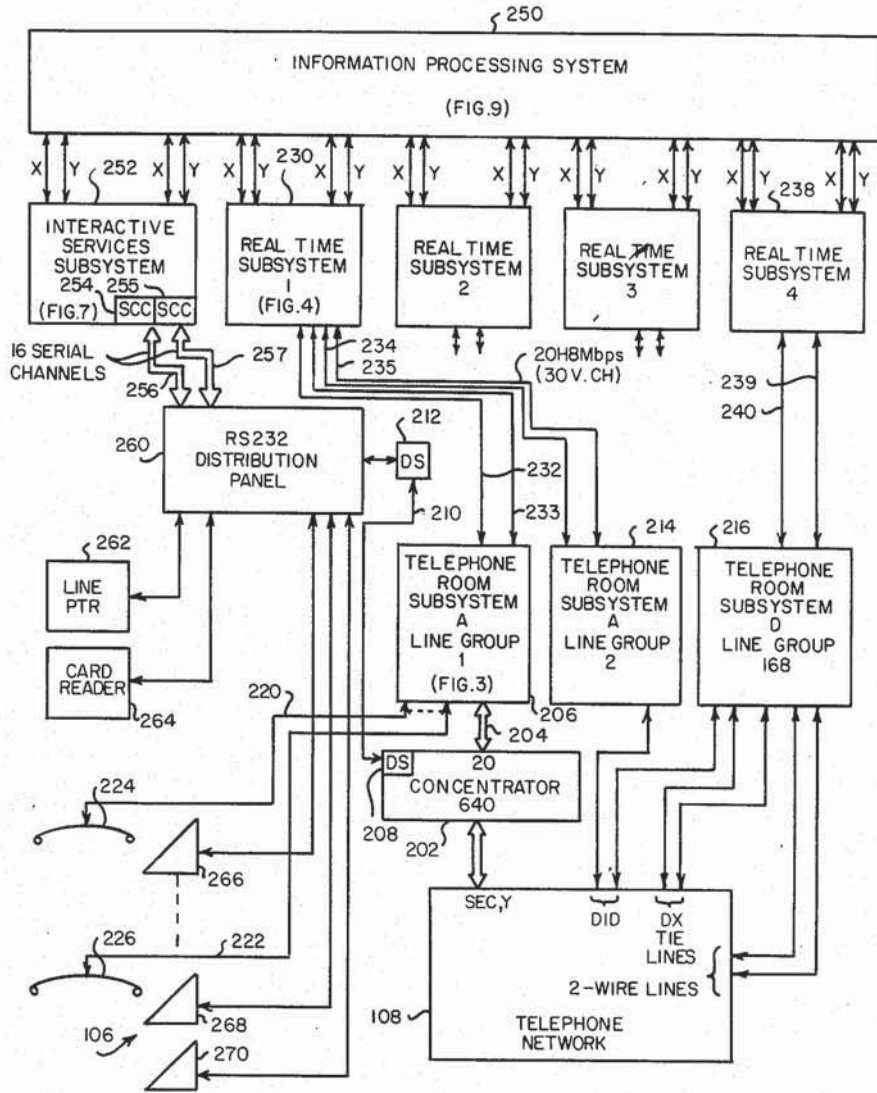 250
INFORMATION PROCESSING SYSTEM
(FIG.9)
X Y X Y X Y X Y X Y X Y X Y X Y X Y X Y
252 230 238
INTERACTIVE
SERVICES
SUBSYSTEM
(FIG.7)
254 255
SCC SCC
REAL TIME
SUBSYSTEM
1
(FIG.4)
REAL TIME
SUBSYSTEM
2
REAL TIME
SUBSYSTEM
3
REAL TIME
SUBSYSTEM
4
16 SERIAL
CHANNELS
256
257
234
235
20H8Mbps
(30 V. CH)
239
240
260
RS232
DISTRIBUTION
PANEL
212
DS
210
232
233
214
216
262
LINE
PTR
CARD
READER
264
TELEPHONE
ROOM
SUBSYSTEM
A
LINE GROUP
1
(FIG.3)
TELEPHONE
ROOM
SUBSYSTEM
A
LINE GROUP
2
TELEPHONE
ROOM
SUBSYSTEM
D
LINE GROUP
168
220
206
204
DS
20
CONCENTRATOR
640
208
202
224
266
226
222
268
106
270
SEC,Y
DID
DX
TIE
LINES
2-WIRE LINES
108
TELEPHONE
NETWORK